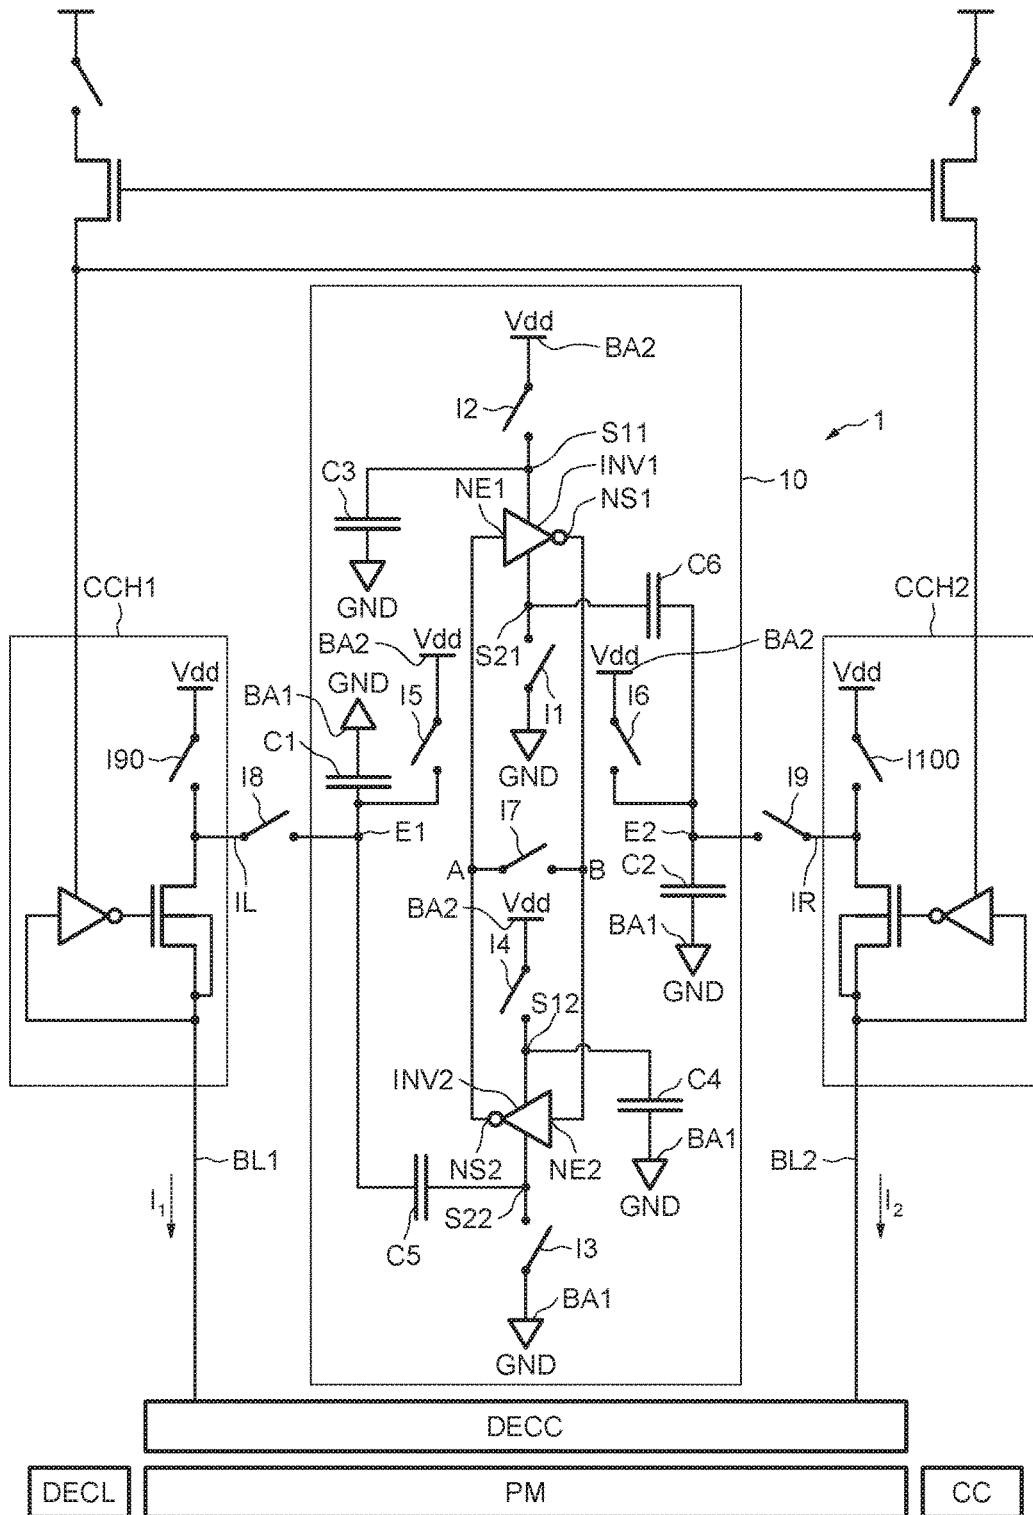 Vdd
BA2
I2
S11
1
INV1
C3
NE1
NS1
10
C6
GND
CCH1
CCH2
BA2
Vdd
S21
Vdd
BA2
GND
Vdd
Vdd
BA1
I5
I1
I6
C1
GND
I90
I8
I9
I100
I7
E1
E2
A
B
C2
IL
BA2
Vdd
IR
I4
BA1
S12
GND
INV2
C4
BA1
NS2
NE2
BL1
BL2
GND
S22
I1
I2
C5
I3
BA1
GND
DECC
DECL
PM
CC